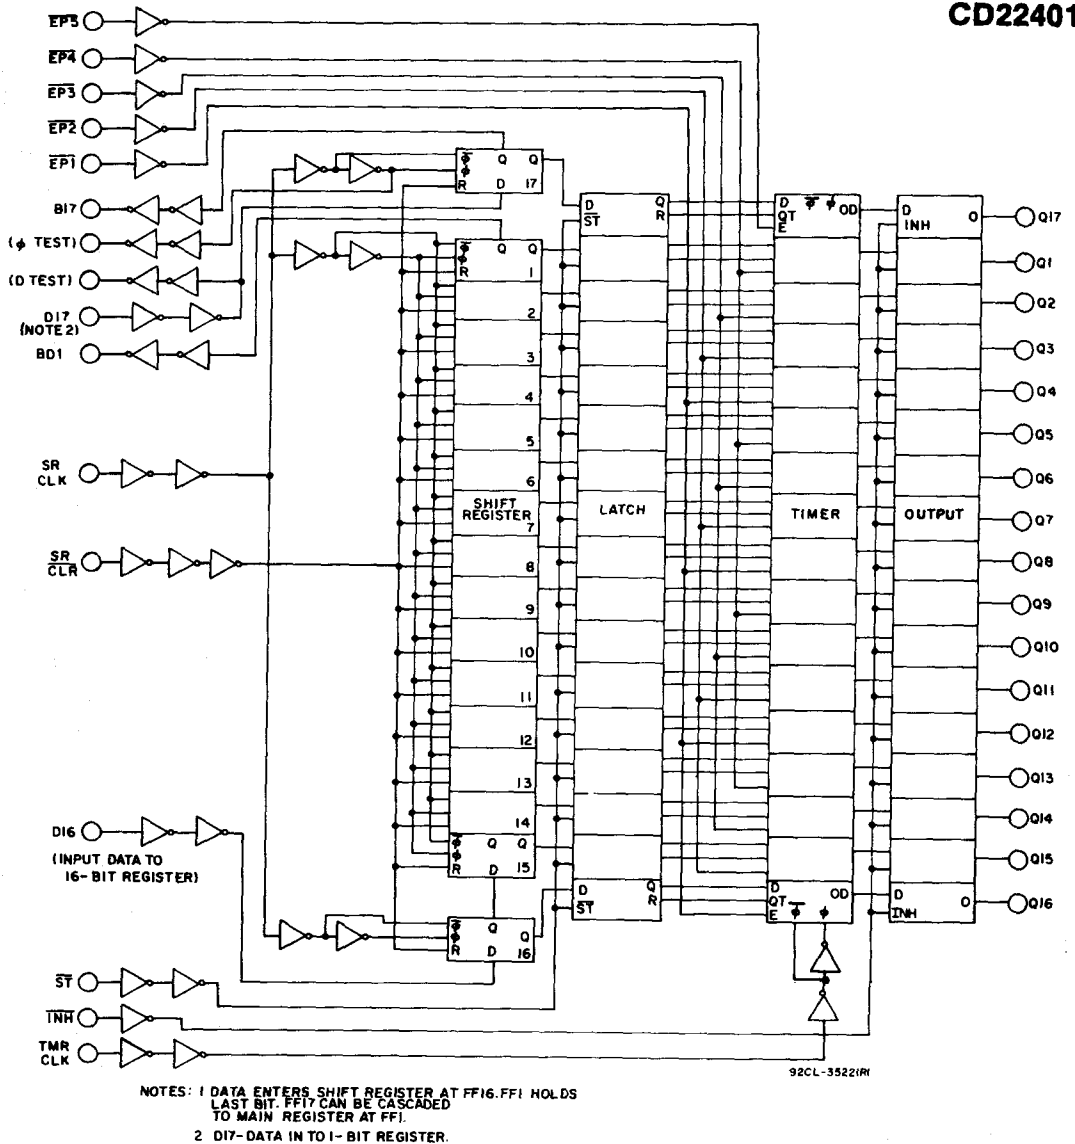 CD22401
EP5
EP4
EP3
EP2
EP1
B17
(ϕ TEST)
(D TEST)
D17
(NOTE 2)
BD1
SR
CLK
SR
CLR
D16
(INPUT DATA TO
16-BIT REGISTER)
ST
INH
TMR
CLK
ϕ Q Q
ϕ
R D 17
ϕ Q Q
ϕ
R 1
2
3
4
5
6
SHIFT
REGISTER
7
8
9
10
11
12
13
14
ϕ Q Q
ϕ
R D 15
ϕ Q Q
ϕ
R D 16
D Q
ST R
LATCH
D Q
ST R
D ϕ ϕ OD
QT
E
TIMER
D OD
QT ϕ ϕ
E
D O
INH
OUTPUT
D O
INH
Q17
Q1
Q2
Q3
Q4
Q5
Q6
Q7
Q8
Q9
Q10
Q11
Q12
Q13
Q14
Q15
Q16
92CL-35221R1
NOTES: 1 DATA ENTERS SHIFT REGISTER AT FF16. FF1 HOLDS
LAST BIT. FF17 CAN BE CASCADED
TO MAIN REGISTER AT FF1.
2 D17-DATA IN TO 1-BIT REGISTER.